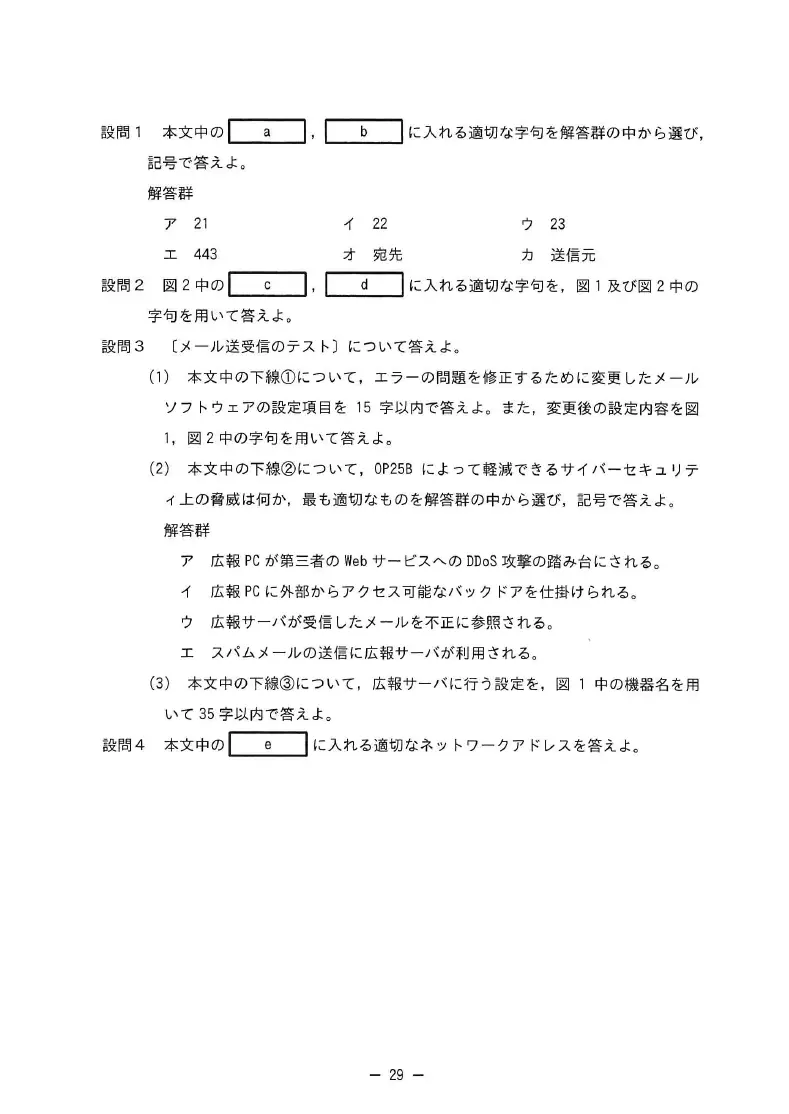 設問1 本文中の a ， b に入れる適切な字句を解答群の中から選び，
記号で答えよ。
解答群
ア 21 イ 22 ウ 23
エ 443 オ 宛先 カ 送信元
設問2 図2中の c ， d に入れる適切な字句を，図1及び図2中の
字句を用いて答えよ。
設問3 〔メール送受信のテスト〕について答えよ。
(1) 本文中の下線①について，エラーの問題を修正するために変更したメール
ソフトウェアの設定項目を 15 字以内で答えよ。また，変更後の設定内容を図
1，図2中の字句を用いて答えよ。
(2) 本文中の下線②について，OP25B によって軽減できるサイバーセキュリテ
ィ上の脅威は何か，最も適切なものを解答群の中から選び，記号で答えよ。
解答群
ア 広報 PC が第三者の Web サービスへの DDoS 攻撃の踏み台にされる。
イ 広報 PC に外部からアクセス可能なバックドアを仕掛けられる。
ウ 広報サーバが受信したメールを不正に参照される。
エ スパムメールの送信に広報サーバが利用される。
(3) 本文中の下線③について，広報サーバに行う設定を，図 1 中の機器名を用
いて 35 字以内で答えよ。
設問4 本文中の e に入れる適切なネットワークアドレスを答えよ。
－ 29 －